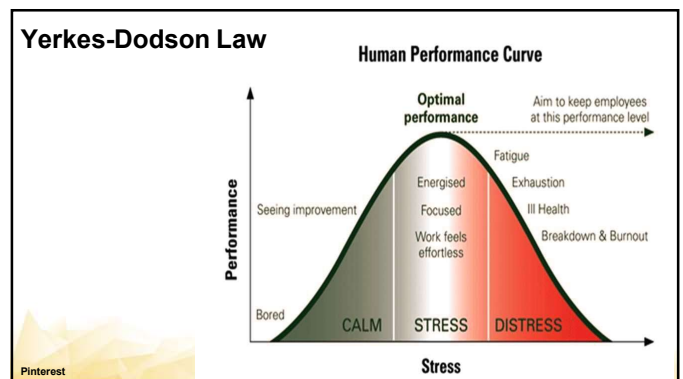 Yerkes-Dodson Law
Human Performance Curve
Optimal
performance
Aim to keep employees
at this performance level
Fatigue
Energised
Exhaustion
Seeing improvement
Focused
Ill Health
Work feels
effortless
Breakdown & Burnout
Performance
Bored
CALM
STRESS
DISTRESS
Stress
Pinterest